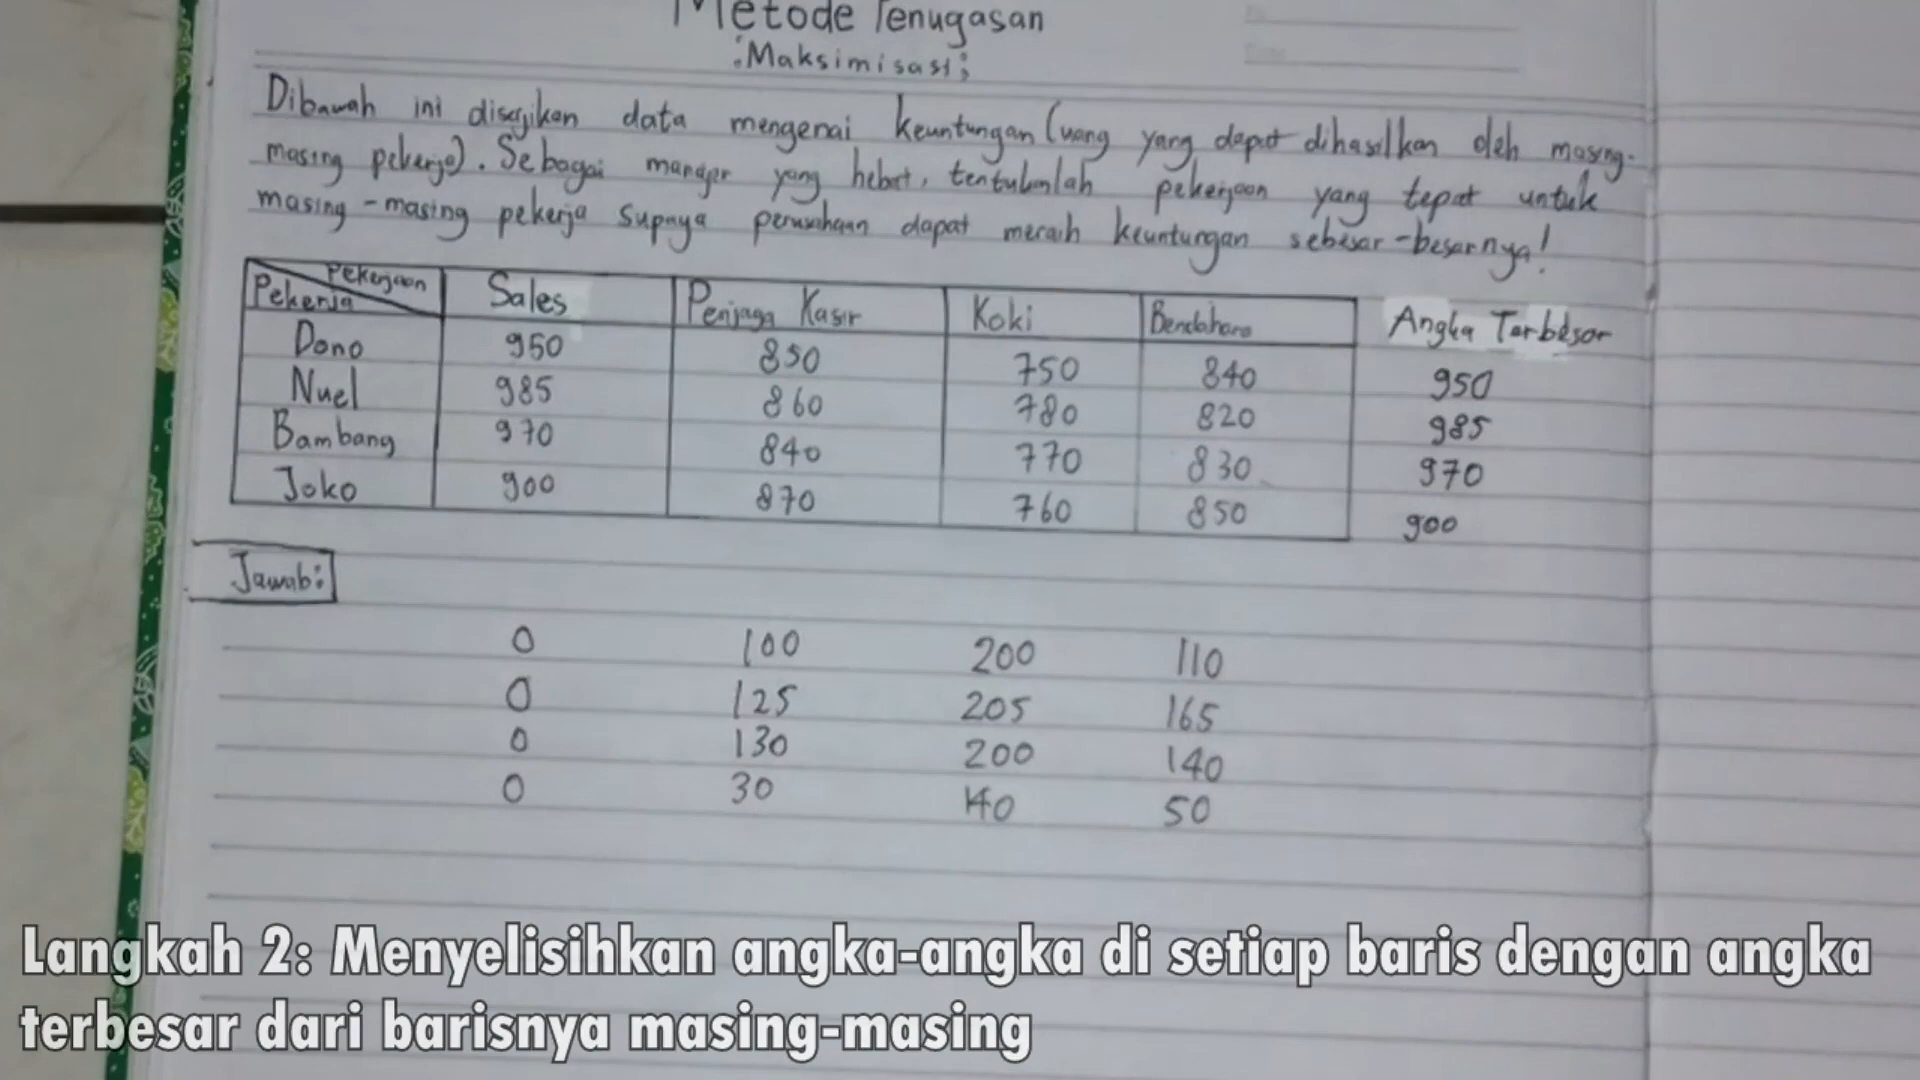 Metode Penugasan
:Maksimisasi:
Dibawah ini disajikan data mengenai keuntungan (uang yang dapat dihasilkan oleh masing-
masing pekerja). Sebagai manajer yang hebat, tentukanlah pekerjaan yang tepat untuk
masing-masing pekerja supaya perusahaan dapat meraih keuntungan sebesar-besarnya!
Pekerjaan
Pekerja Sales Penjaga Kasir Koki Bendahara Angka Terbesar
Dono 950 850 750 840 950
Nuel 985 860 780 820 985
Bambang 970 840 770 830 970
Joko 900 870 760 850 900
Jawab:
0 100 200 110
0 125 205 165
0 130 200 140
0 30 140 50
Langkah 2: Menyelisihkan angka-angka di setiap baris dengan angka
terbesar dari barisnya masing-masing